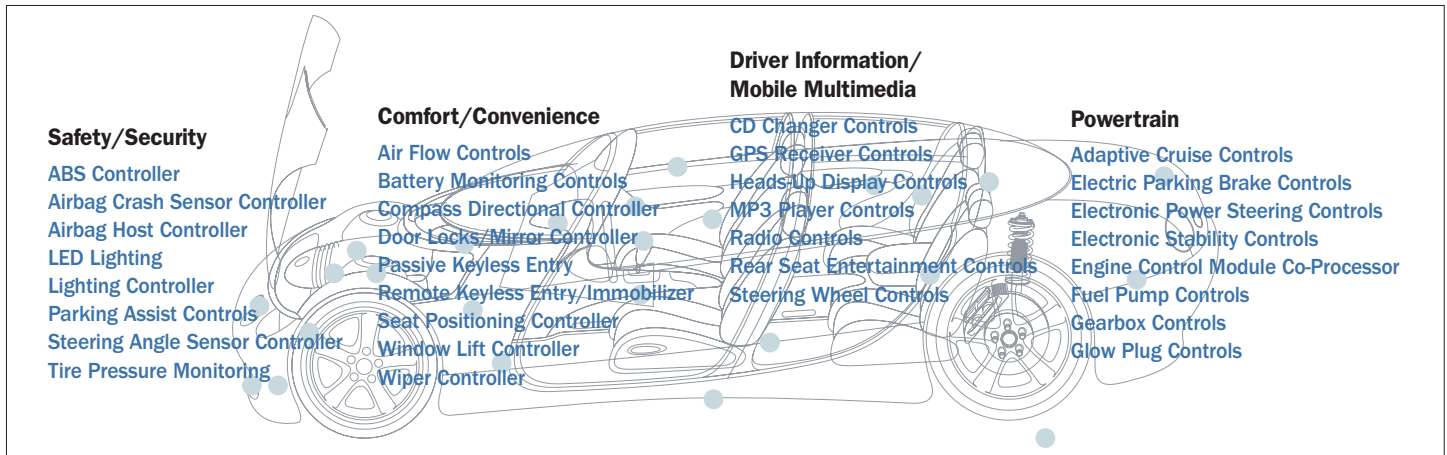 Safety/Security
ABS Controller
Airbag Crash Sensor Controller
Airbag Host Controller
LED Lighting
Lighting Controller
Parking Assist Controls
Steering Angle Sensor Controller
Tire Pressure Monitoring
Comfort/Convenience
Air Flow Controls
Battery Monitoring Controls
Compass Directional Controller
Door Locks/Mirror Controller
Passive Keyless Entry
Remote Keyless Entry/Immobilizer
Seat Positioning Controller
Window Lift Controller
Wiper Controller
Driver Information/
Mobile Multimedia
CD Changer Controls
GPS Receiver Controls
Heads-Up Display Controls
MP3 Player Controls
Radio Controls
Rear Seat Entertainment Controls
Steering Wheel Controls
Powertrain
Adaptive Cruise Controls
Electric Parking Brake Controls
Electronic Power Steering Controls
Electronic Stability Controls
Engine Control Module Co-Processor
Fuel Pump Controls
Gearbox Controls
Glow Plug Controls